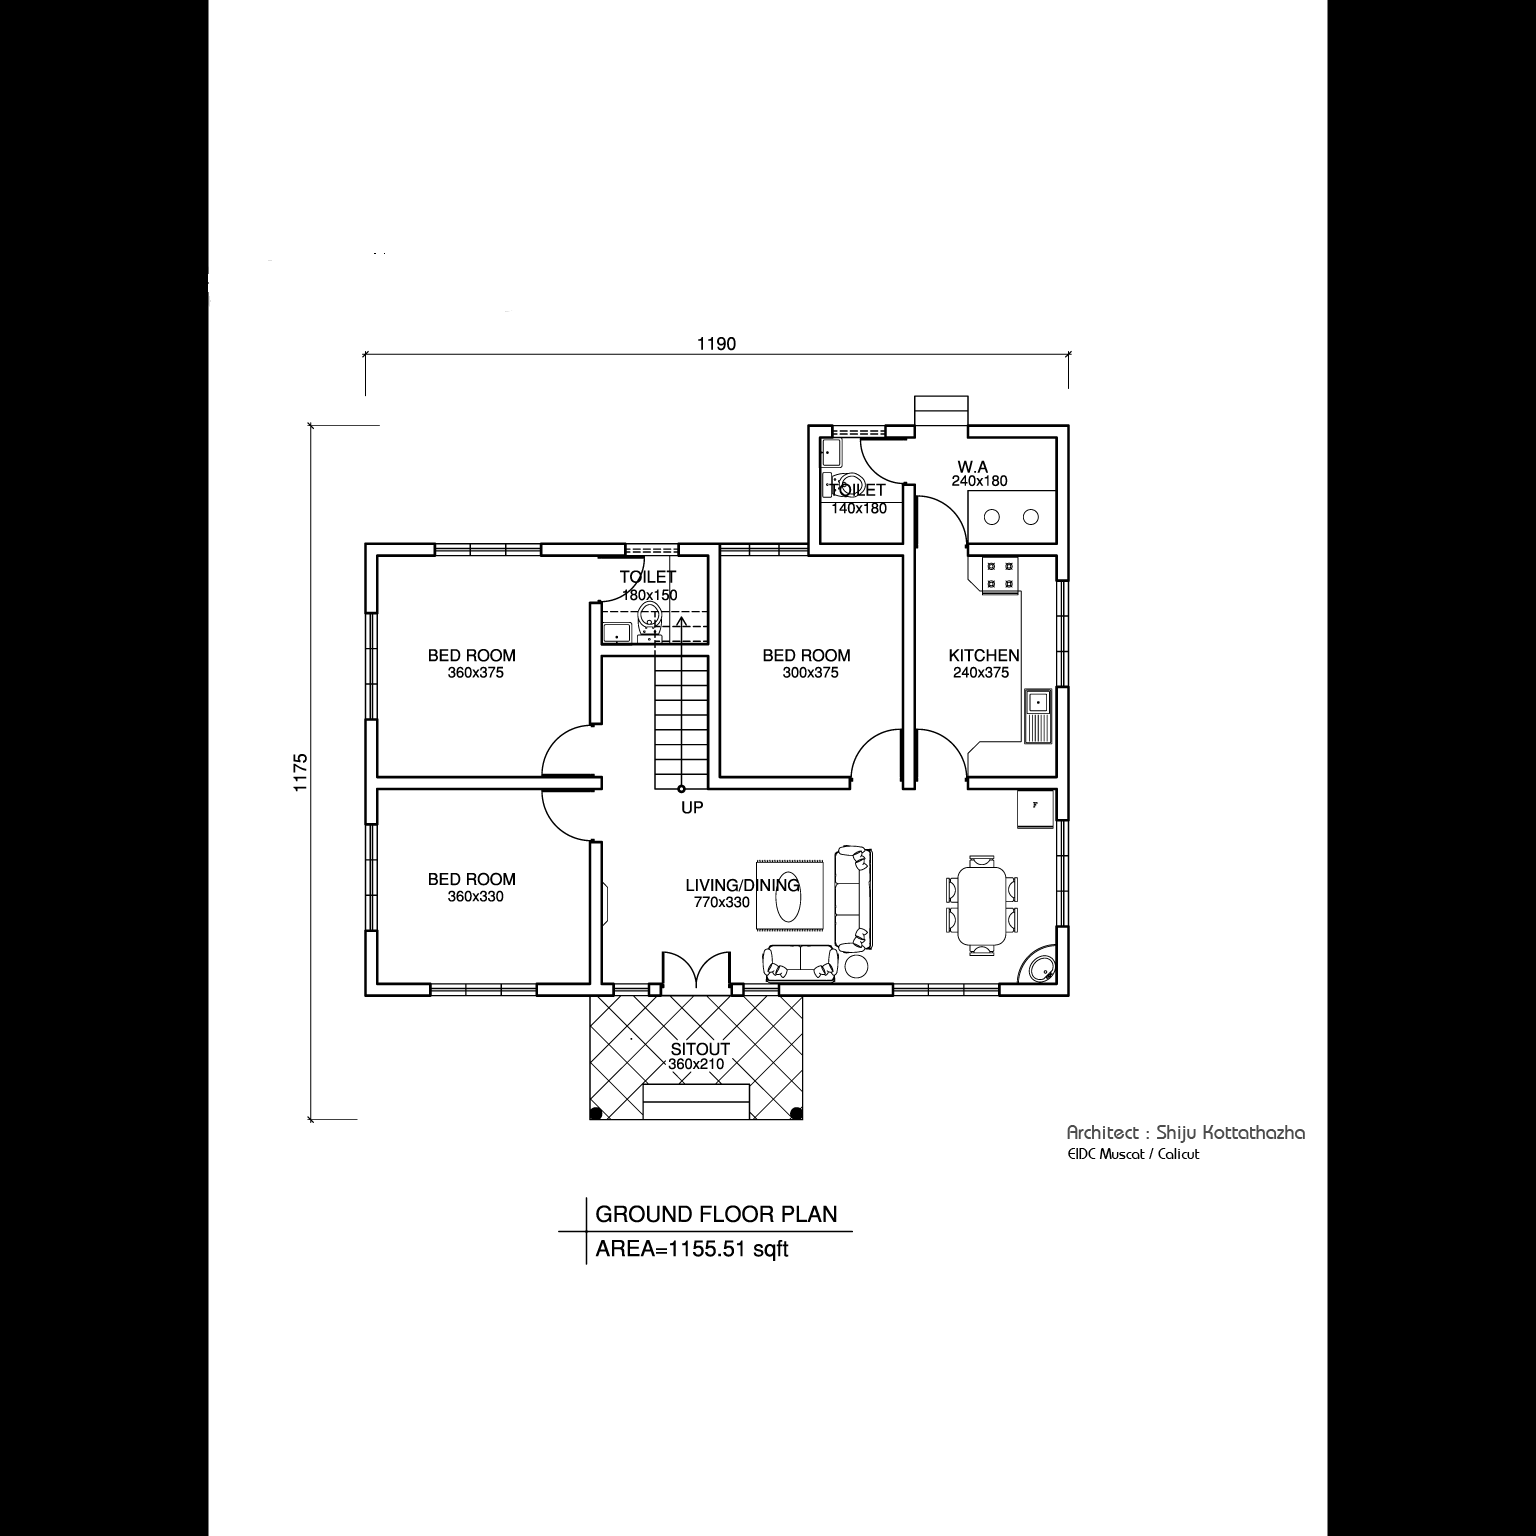 1190
W.A
240x180
TOILET
140x180
TOILET
180x150
BED ROOM
360x375
BED ROOM
300x375
KITCHEN
240x375
1175
F
UP
BED ROOM
360x330
LIVING/DINING
770x330
SITOUT
360x210
Architect : Shiju Kottathazha
EIDC Muscat / Calicut
GROUND FLOOR PLAN
AREA=1155.51 sqft